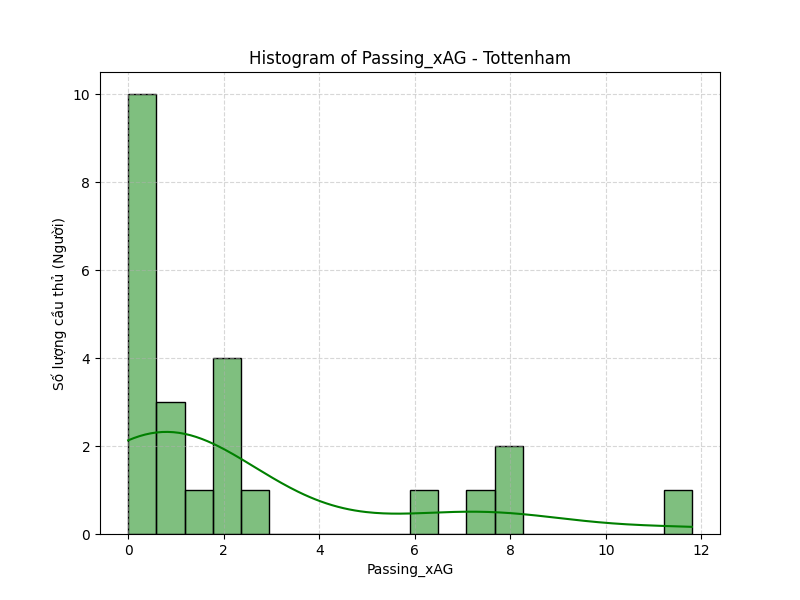 Histogram of Passing_xAG - Tottenham
Số lượng cầu thủ (Người)
10
8
6
4
2
0
0 2 4 6 8 10 12
Passing_xAG